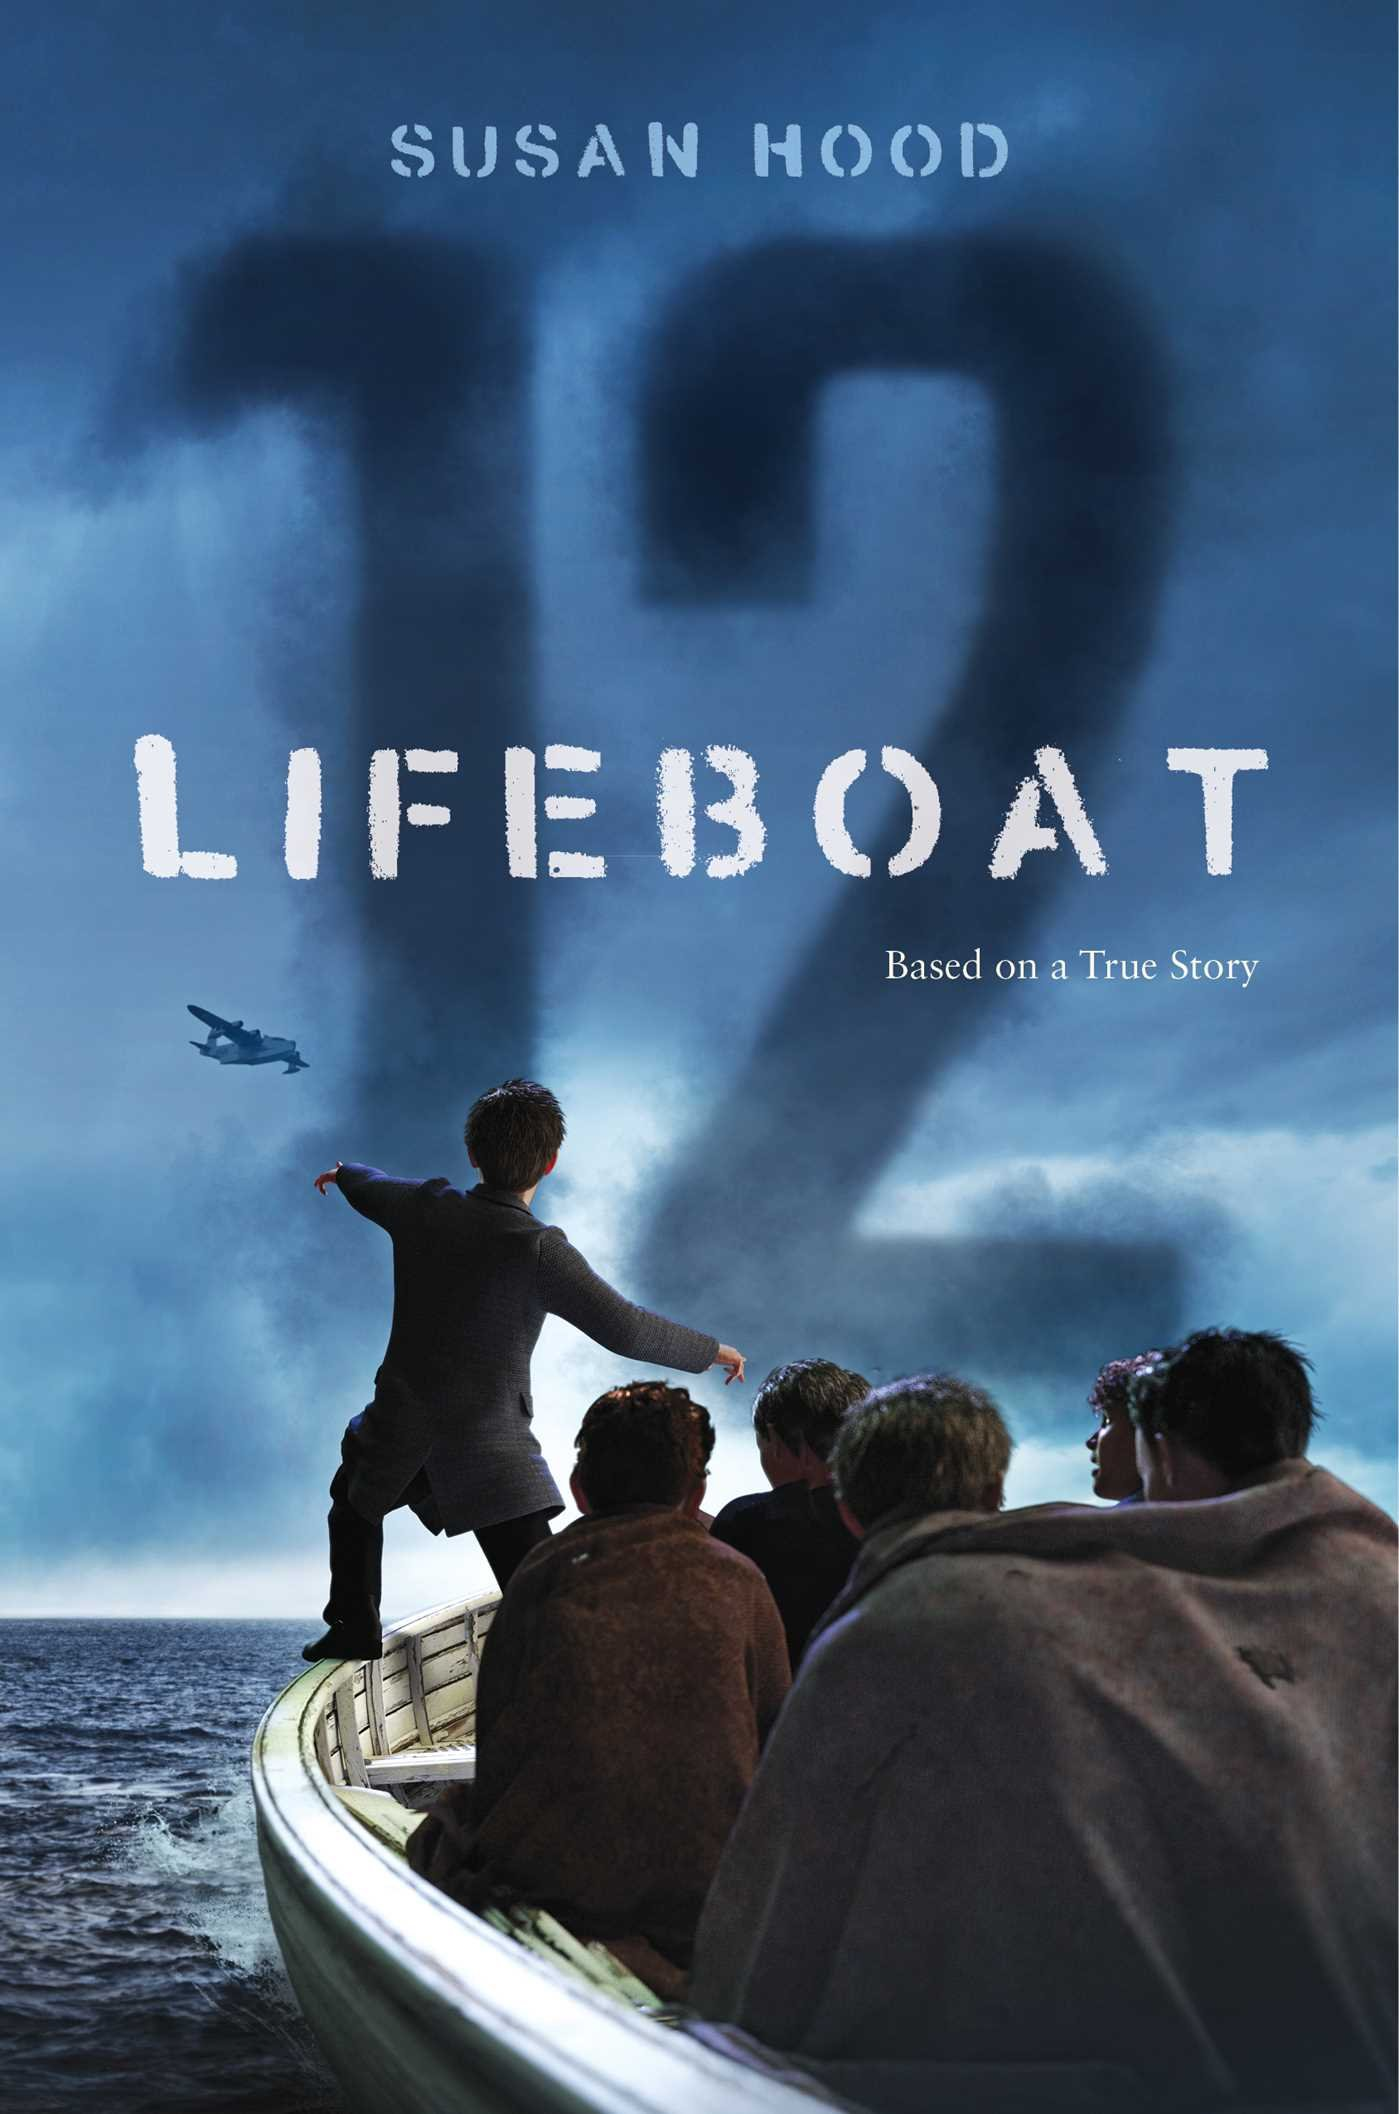 SUSAN HOOD
12
LIFEBOAT
Based on a True Story